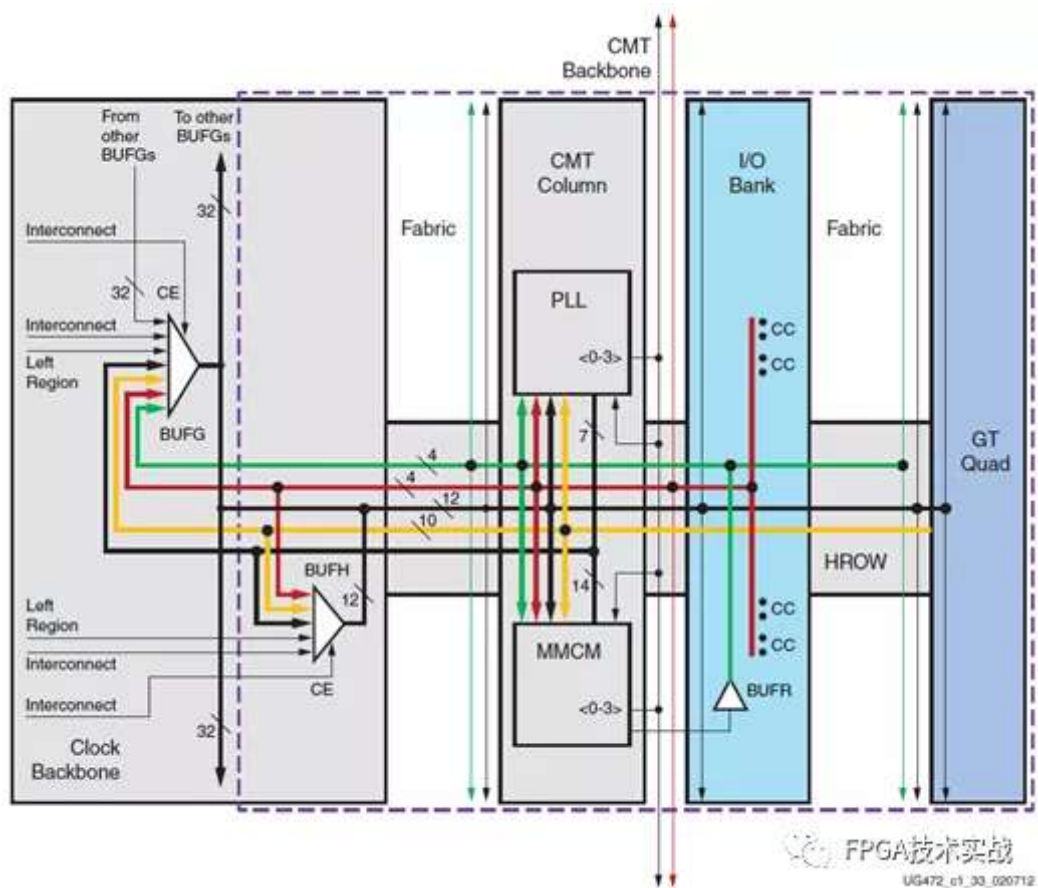 CMT
Backbone
From
other
BUFGs
To other
BUFGs
32
Interconnect
32
CE
Interconnect
Left
Region
BUFG
Fabric
CMT
Column
I/O
Bank
Fabric
PLL
<0-3>
CC
CC
7
GT
Quad
4
4
12
10
HROW
BUFH
12
14
Left
Region
Interconnect
Interconnect
CE
MMCM
<0-3>
CC
CC
BUFR
32
Clock
Backbone
FPGA技术实战
UG472_c1_33_020712